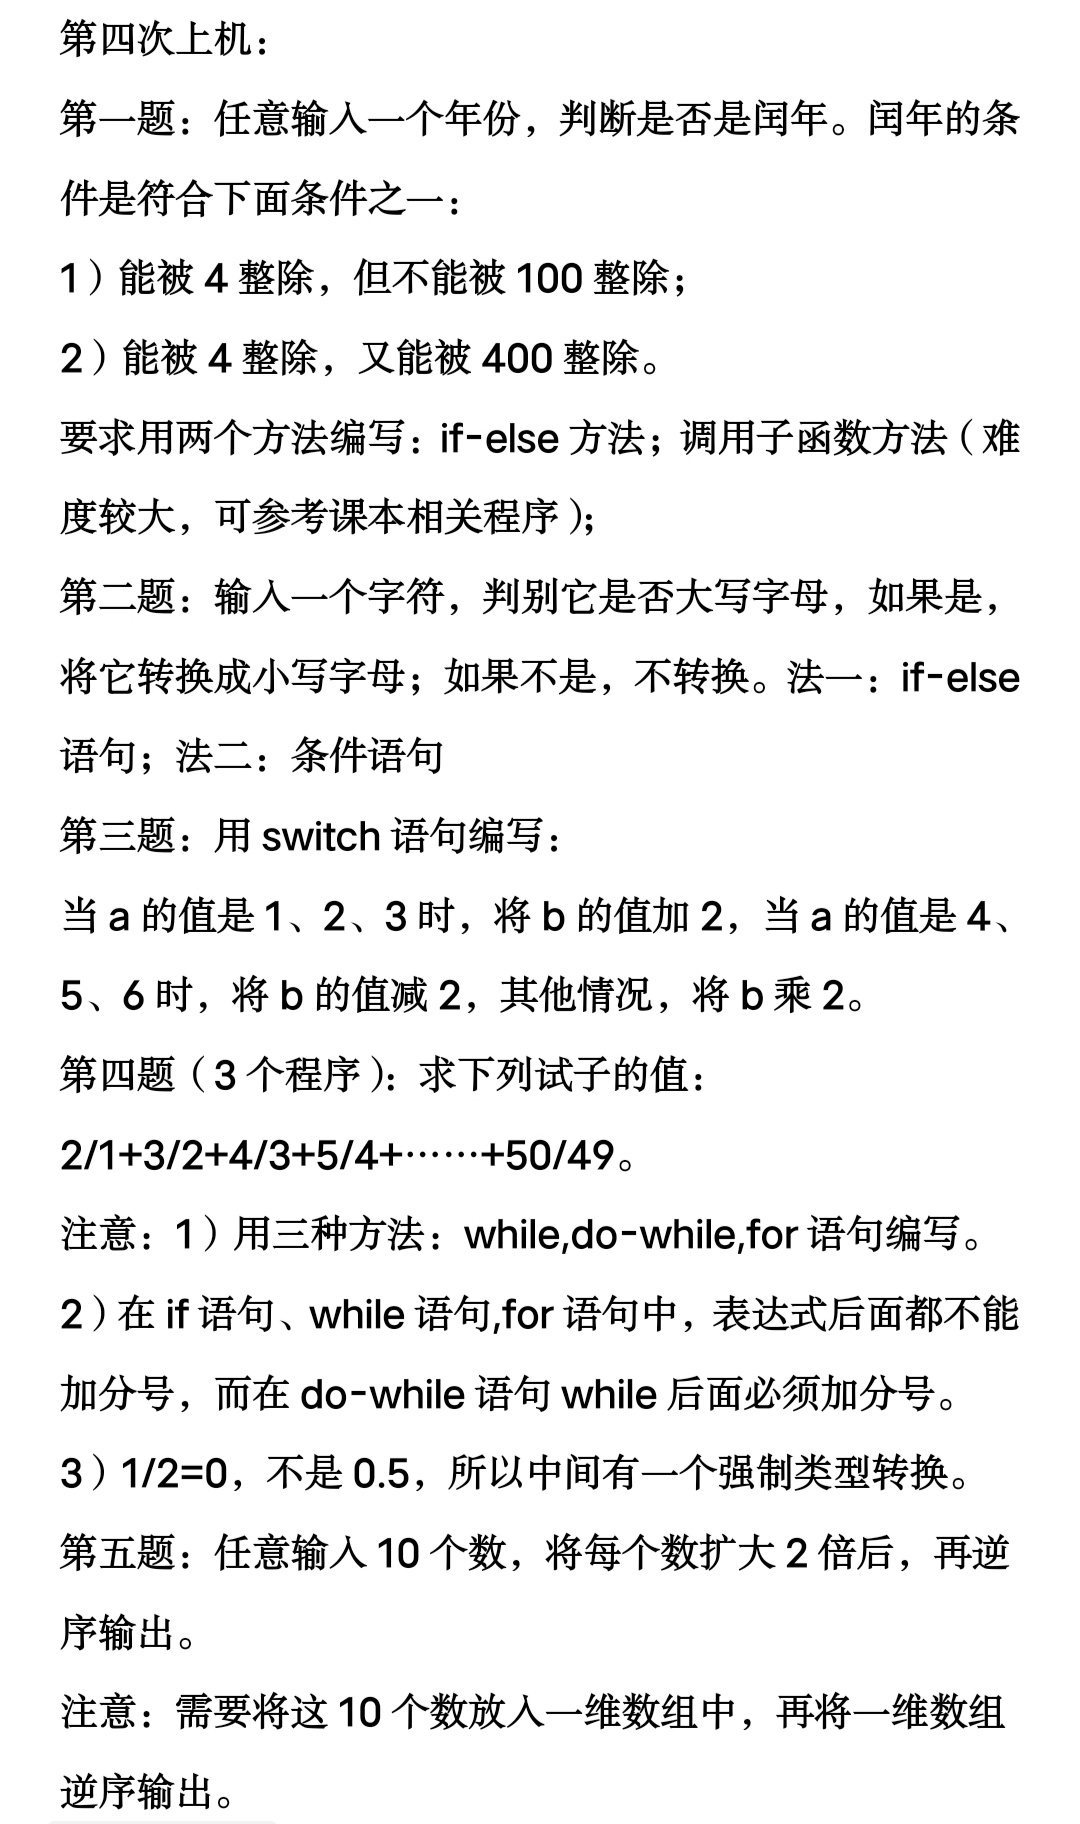 第四次上机：
第一题：任意输入一个年份，判断是否是闰年。闰年的条
件是符合下面条件之一：
1）能被 4 整除，但不能被 100 整除；
2）能被 4 整除，又能被 400 整除。
要求用两个方法编写：if-else 方法；调用子函数方法（难
度较大，可参考课本相关程序）；
第二题：输入一个字符，判别它是否大写字母，如果是，
将它转换成小写字母；如果不是，不转换。法一：if-else
语句；法二：条件语句
第三题：用 switch 语句编写：
当 a 的值是 1、2、3 时，将 b 的值加 2，当 a 的值是 4、
5、6 时，将 b 的值减 2，其他情况，将 b 乘 2。
第四题（3 个程序）：求下列试子的值：
2/1+3/2+4/3+5/4+……+50/49。
注意：1）用三种方法：while,do-while,for 语句编写。
2）在 if 语句、while 语句,for 语句中，表达式后面都不能
加分号，而在 do-while 语句 while 后面必须加分号。
3）1/2=0，不是 0.5，所以中间有一个强制类型转换。
第五题：任意输入 10 个数，将每个数扩大 2 倍后，再逆
序输出。
注意：需要将这 10 个数放入一维数组中，再将一维数组
逆序输出。